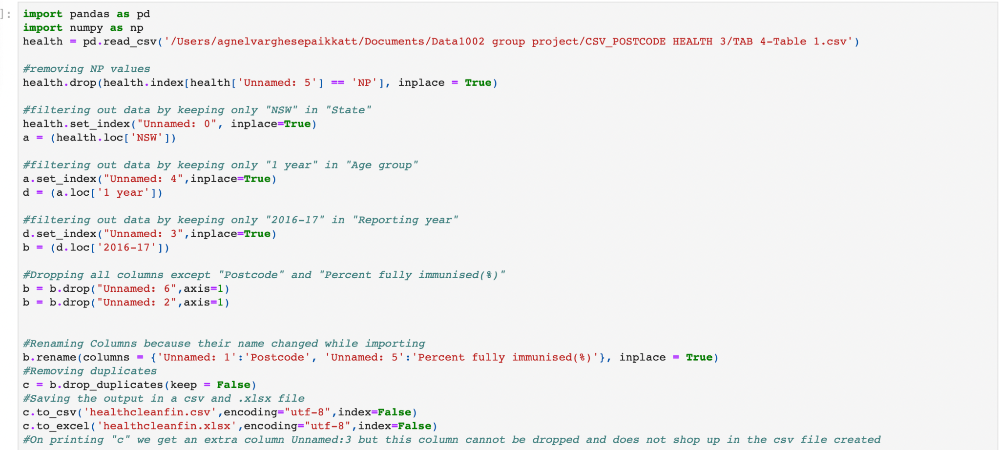 ]:
import pandas as pd
import numpy as np
health = pd.read_csv('/Users/agnelvarghesepaikkatt/Documents/Data1002 group project/CSV_POSTCODE HEALTH 3/TAB 4-Table 1.csv')
#removing NP values
health.drop(health.index[health['Unnamed: 5'] == 'NP'], inplace = True)
#filtering out data by keeping only "NSW" in "State"
health.set_index("Unnamed: 0", inplace=True)
a = (health.loc['NSW'])
#filtering out data by keeping only "1 year" in "Age group"
a.set_index("Unnamed: 4",inplace=True)
d = (a.loc['1 year'])
#filtering out data by keeping only "2016-17" in "Reporting year"
d.set_index("Unnamed: 3",inplace=True)
b = (d.loc['2016-17'])
#Dropping all columns except "Postcode" and "Percent fully immunised(%)"
b = b.drop("Unnamed: 6",axis=1)
b = b.drop("Unnamed: 2",axis=1)
#Renaming Columns because their name changed while importing
b.rename(columns = {'Unnamed: 1':'Postcode', 'Unnamed: 5':'Percent fully immunised(%)'}, inplace = True)
#Removing duplicates
c = b.drop_duplicates(keep = False)
#Saving the output in a csv and .xlsx file
c.to_csv('healthcleanfin.csv',encoding="utf-8",index=False)
c.to_excel('healthcleanfin.xlsx',encoding="utf-8",index=False)
#On printing "c" we get an extra column Unnamed:3 but this column cannot be dropped and does not shop up in the csv file created